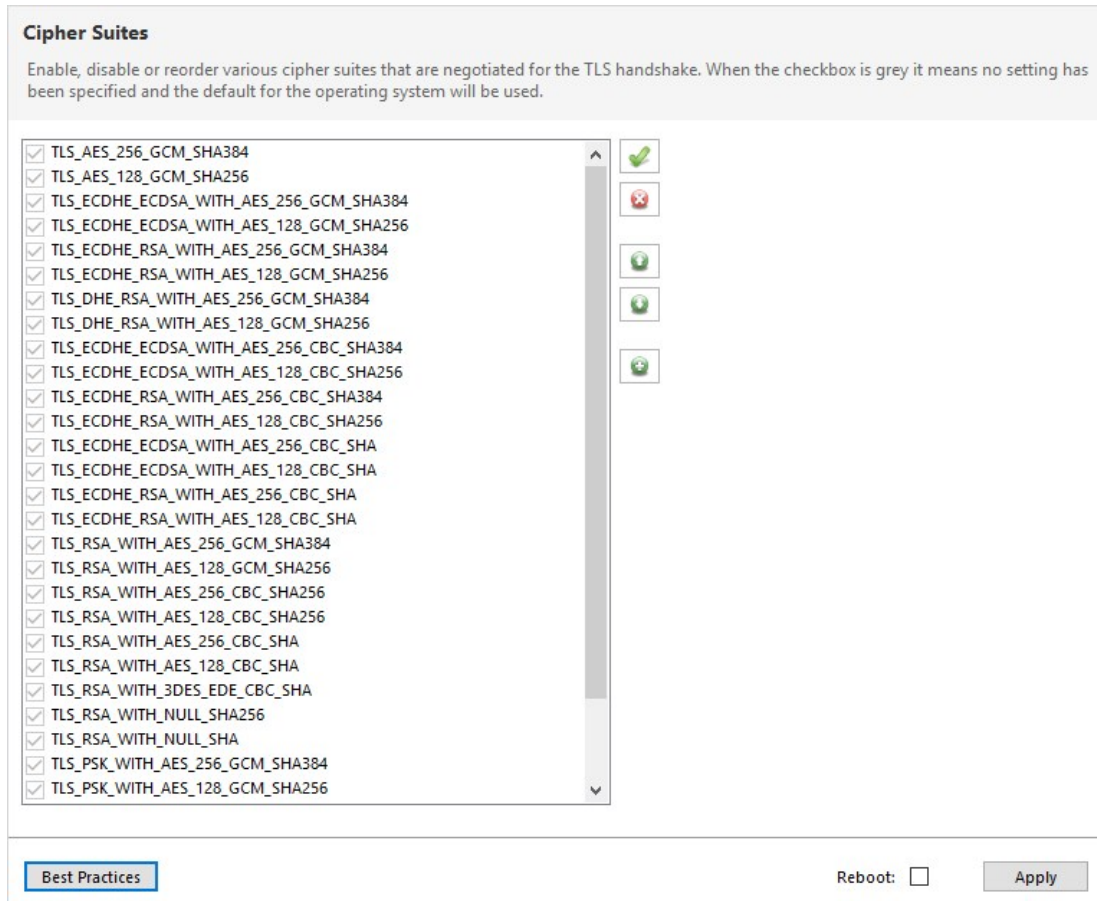 Cipher Suites
Enable, disable or reorder various cipher suites that are negotiated for the TLS handshake. When the checkbox is grey it means no setting has
been specified and the default for the operating system will be used.
TLS_AES_256_GCM_SHA384
TLS_AES_128_GCM_SHA256
TLS_ECDHE_ECDSA_WITH_AES_256_GCM_SHA384
TLS_ECDHE_ECDSA_WITH_AES_128_GCM_SHA256
TLS_ECDHE_RSA_WITH_AES_256_GCM_SHA384
TLS_ECDHE_RSA_WITH_AES_128_GCM_SHA256
TLS_DHE_RSA_WITH_AES_256_GCM_SHA384
TLS_DHE_RSA_WITH_AES_128_GCM_SHA256
TLS_ECDHE_ECDSA_WITH_AES_256_CBC_SHA384
TLS_ECDHE_ECDSA_WITH_AES_128_CBC_SHA256
TLS_ECDHE_RSA_WITH_AES_256_CBC_SHA384
TLS_ECDHE_RSA_WITH_AES_128_CBC_SHA256
TLS_ECDHE_ECDSA_WITH_AES_256_CBC_SHA
TLS_ECDHE_ECDSA_WITH_AES_128_CBC_SHA
TLS_ECDHE_RSA_WITH_AES_256_CBC_SHA
TLS_ECDHE_RSA_WITH_AES_128_CBC_SHA
TLS_RSA_WITH_AES_256_GCM_SHA384
TLS_RSA_WITH_AES_128_GCM_SHA256
TLS_RSA_WITH_AES_256_CBC_SHA256
TLS_RSA_WITH_AES_128_CBC_SHA256
TLS_RSA_WITH_AES_256_CBC_SHA
TLS_RSA_WITH_AES_128_CBC_SHA
TLS_RSA_WITH_3DES_EDE_CBC_SHA
TLS_RSA_WITH_NULL_SHA256
TLS_RSA_WITH_NULL_SHA
TLS_PSK_WITH_AES_256_GCM_SHA384
TLS_PSK_WITH_AES_128_GCM_SHA256
Best Practices
Reboot:
Apply